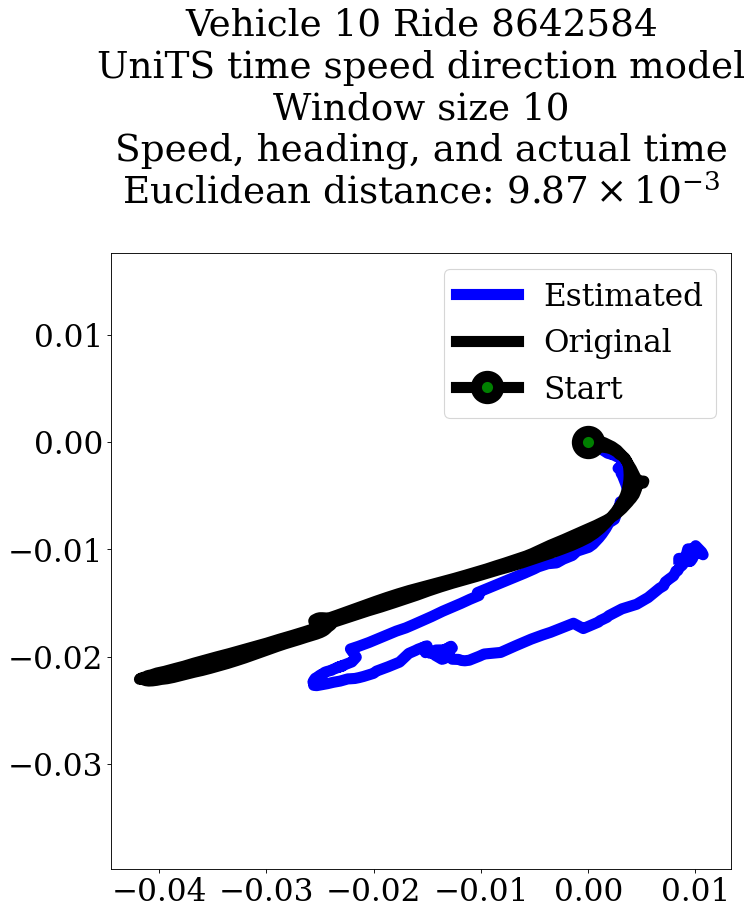 Vehicle 10 Ride 8642584
UniTS time speed direction model
Window size 10
Speed, heading, and actual time
Euclidean distance: 9.87 × 10⁻³
Estimated
Original
Start
0.01
0.00
−0.01
−0.02
−0.03
−0.04 −0.03 −0.02 −0.01 0.00 0.01